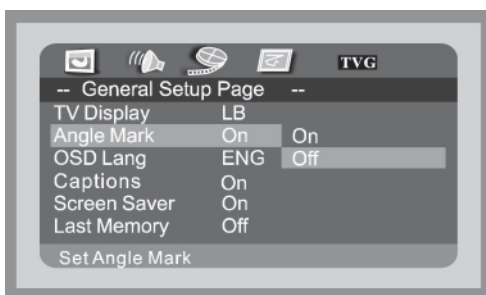 TVG
-- General Setup Page --
TV Display LB
Angle Mark On On
OSD Lang ENG Off
Captions On
Screen Saver On
Last Memory Off
Set Angle Mark